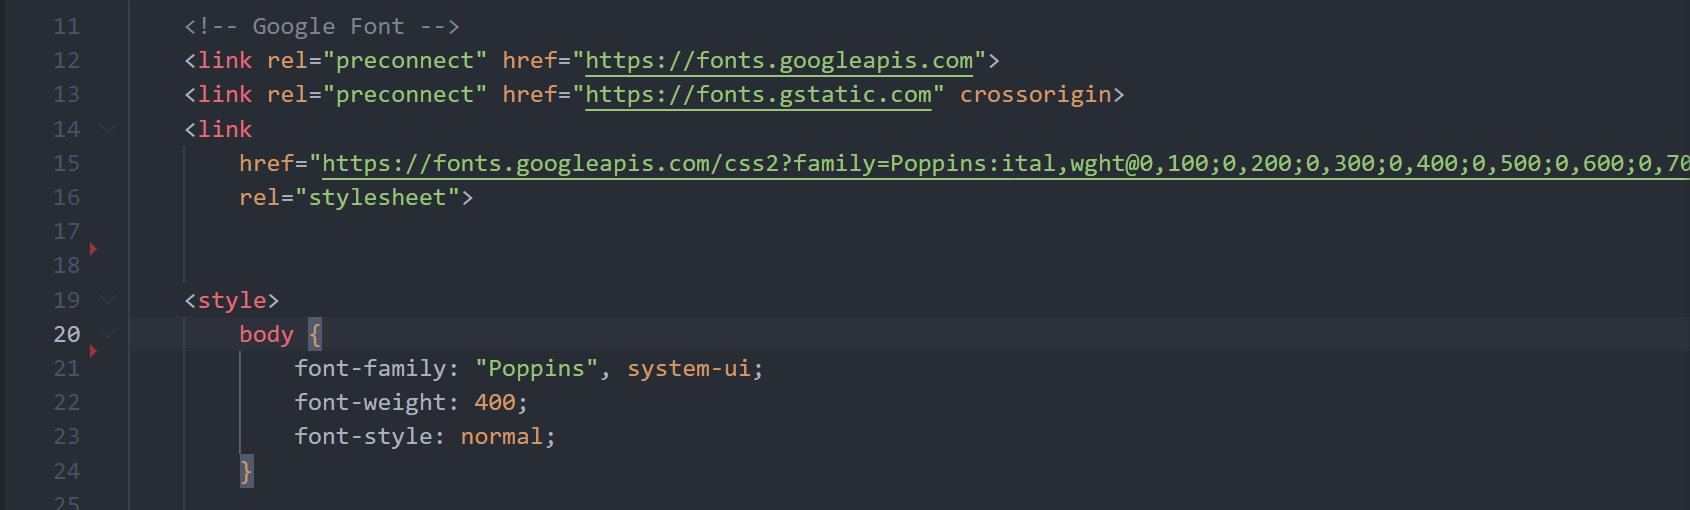 11 <!-- Google Font -->
12 <link rel="preconnect" href="https://fonts.googleapis.com">
13 <link rel="preconnect" href="https://fonts.gstatic.com" crossorigin>
14 <link
15 href="https://fonts.googleapis.com/css2?family=Poppins:ital,wght@0,100;0,200;0,300;0,400;0,500;0,600;0,70
16 rel="stylesheet">
17
18
19 <style>
20 body {
21 font-family: "Poppins", system-ui;
22 font-weight: 400;
23 font-style: normal;
24 }
25